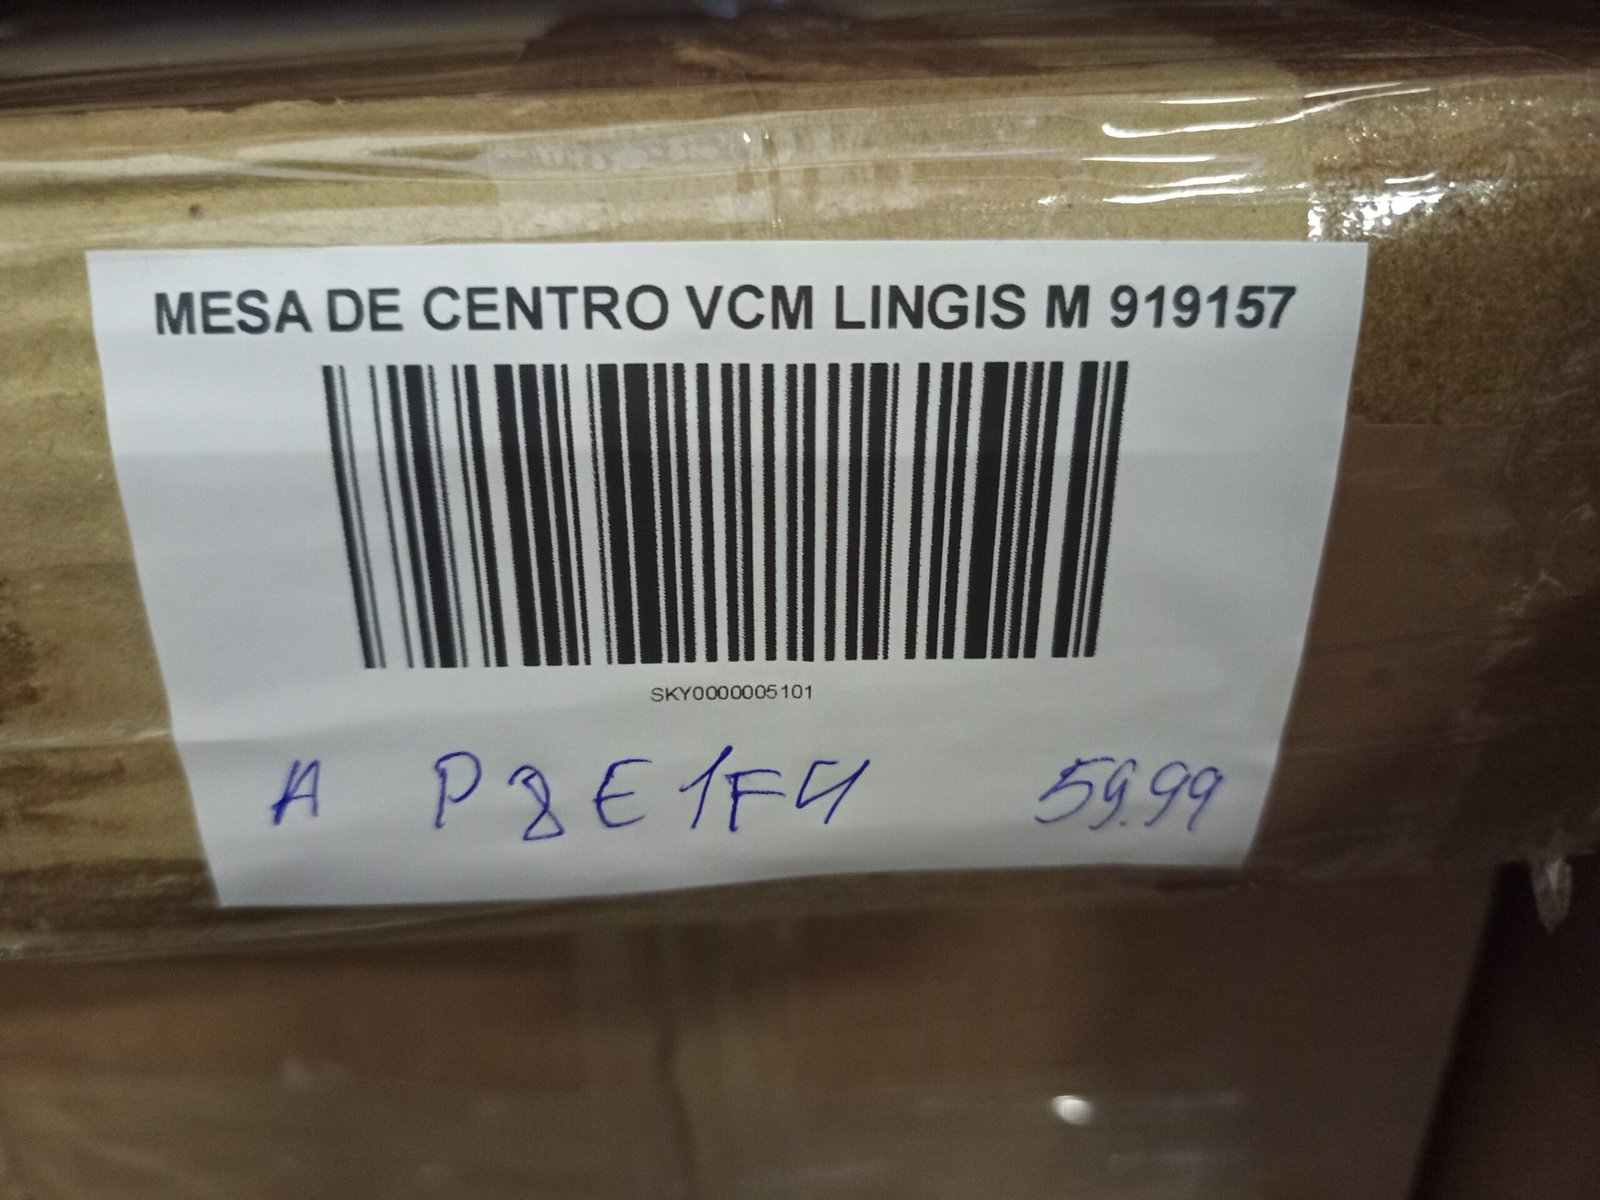 MESA DE CENTRO VCM LINGIS M 919157
SKY0000005101
A P8E1F4 59.99